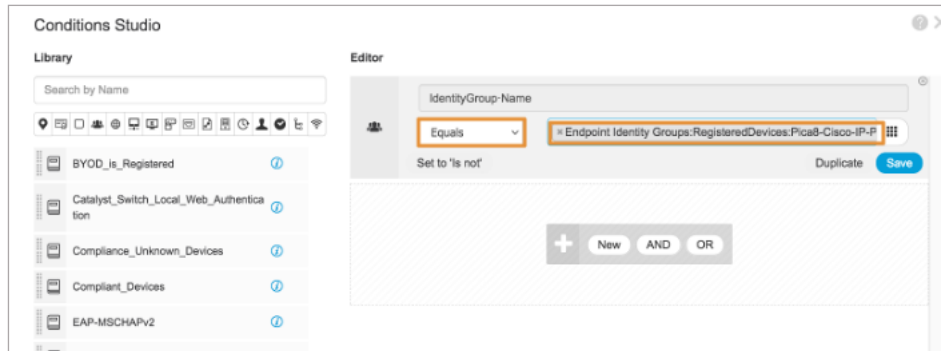 Conditions Studio
Library
Editor
Search by Name
IdentityGroup-Name
Equals
× Endpoint Identity Groups:RegisteredDevices:Pica8-Cisco-IP-P
Set to 'Is not'
Duplicate
Save
BYOD_is_Registered
Catalyst_Switch_Local_Web_Authentica
tion
Compliance_Unknown_Devices
Compliant_Devices
EAP-MSCHAPv2
New
AND
OR